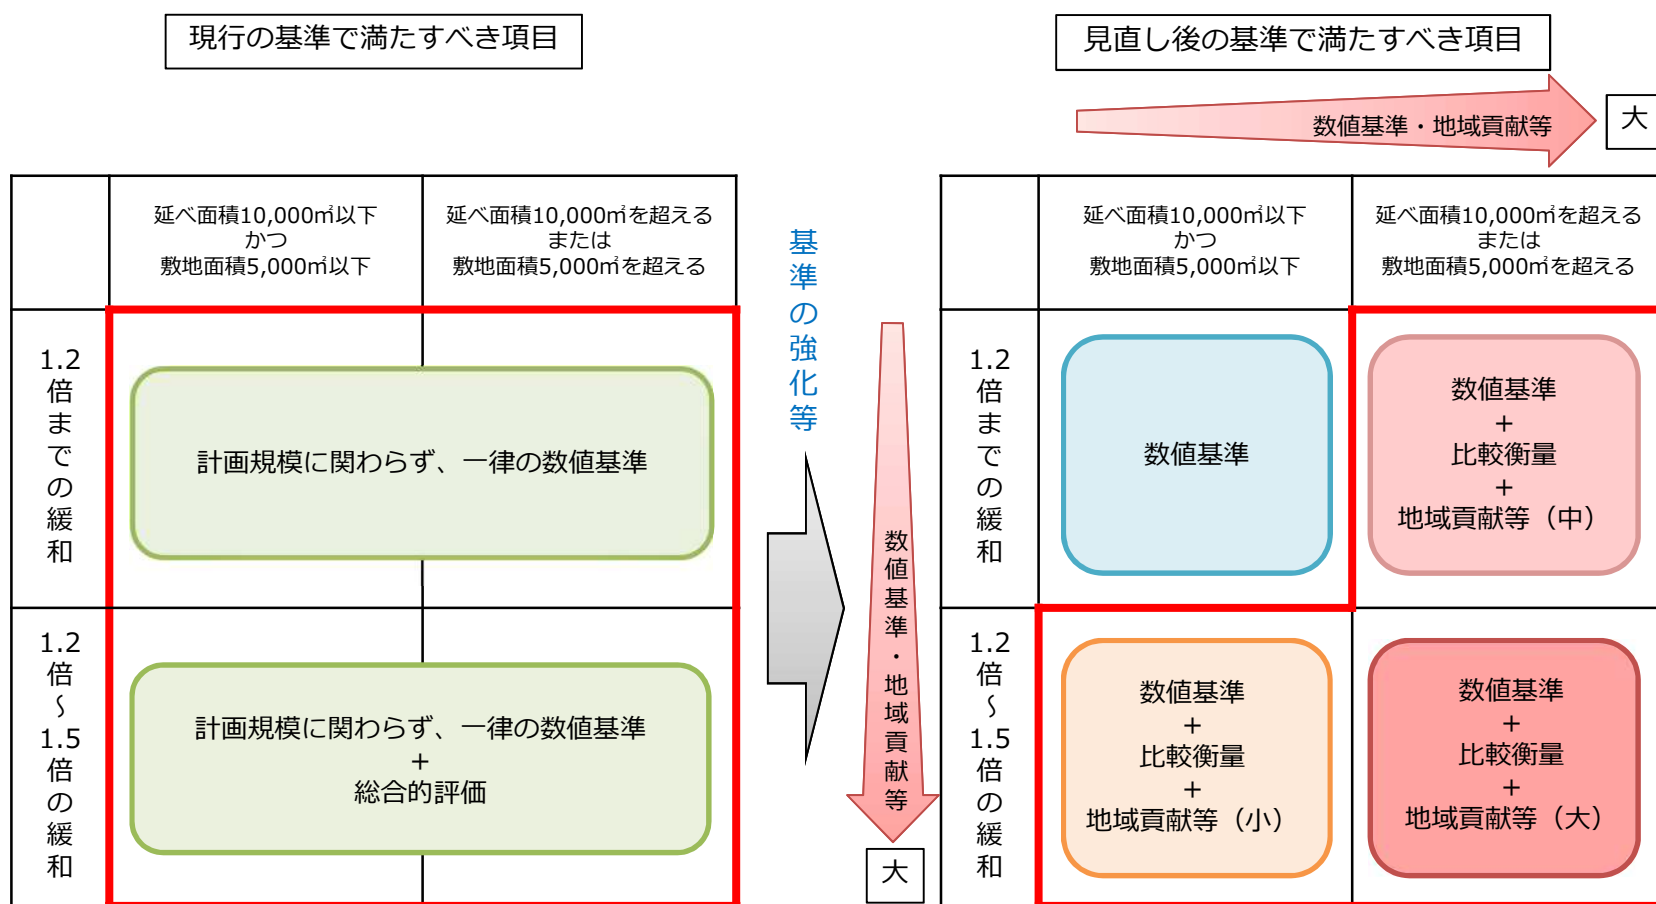 現行の基準で満たすべき項目
延べ面積10,000㎡以下
かつ
敷地面積5,000㎡以下
延べ面積10,000㎡を超える
または
敷地面積5,000㎡を超える
1.2倍までの緩和
計画規模に関わらず、一律の数値基準
1.2倍～1.5倍の緩和
計画規模に関わらず、一律の数値基準
+
総合的評価
基準の強化等
見直し後の基準で満たすべき項目
数値基準・地域貢献等
大
数値基準・地域貢献等
大
延べ面積10,000㎡以下
かつ
敷地面積5,000㎡以下
延べ面積10,000㎡を超える
または
敷地面積5,000㎡を超える
1.2倍までの緩和
数値基準
数値基準
+
比較衡量
+
地域貢献等（中）
1.2倍～1.5倍の緩和
数値基準
+
比較衡量
+
地域貢献等（小）
数値基準
+
比較衡量
+
地域貢献等（大）